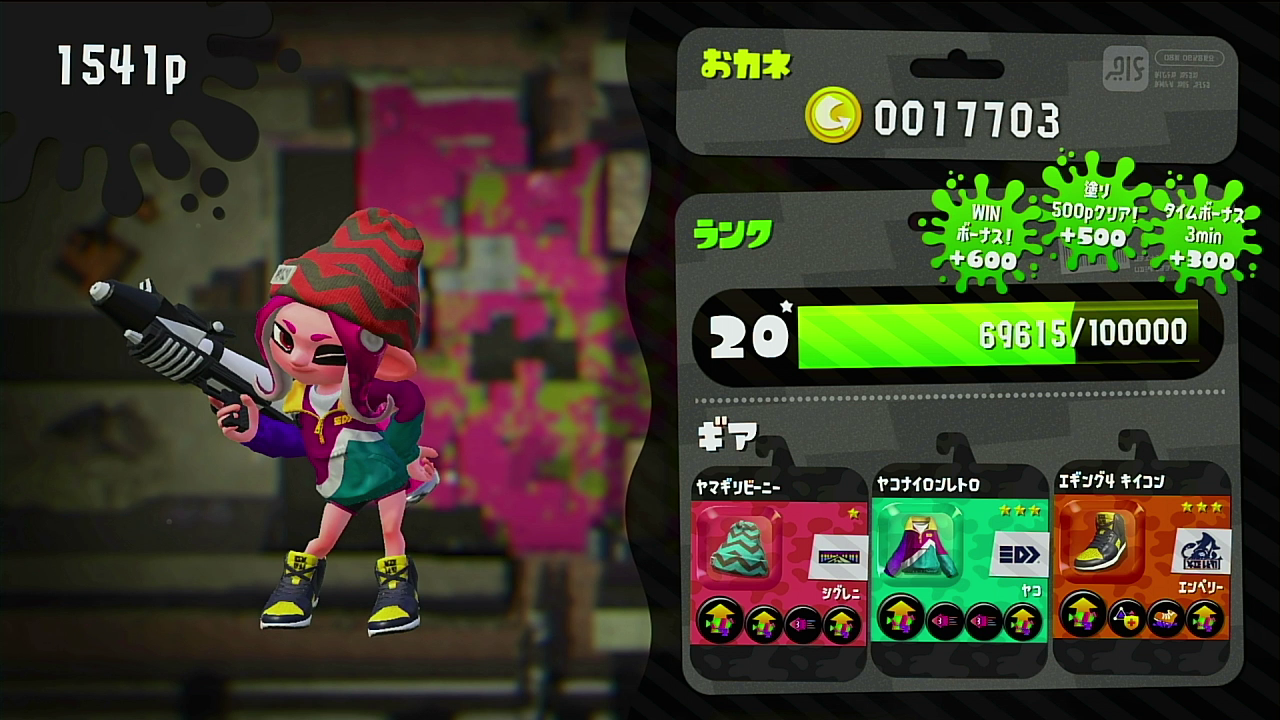 1541p
おカネ
0017703
ランク
WIN
ボーナス!
+600
塗り
500pクリア!
+500
タイムボーナス
3min
+300
20
69615/100000
ギア
ヤマギリビーニー
シグレニ
ヤコナイロンレトロ
ヤコ
エギング4 キイコン
エンペリー